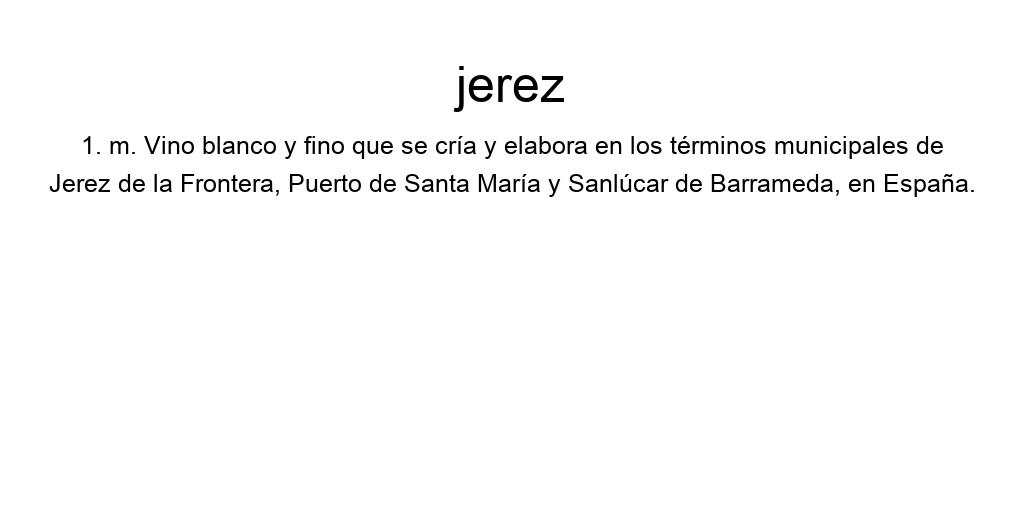 jerez
1. m. Vino blanco y fino que se cría y elabora en los términos municipales de
Jerez de la Frontera, Puerto de Santa María y Sanlúcar de Barrameda, en España.